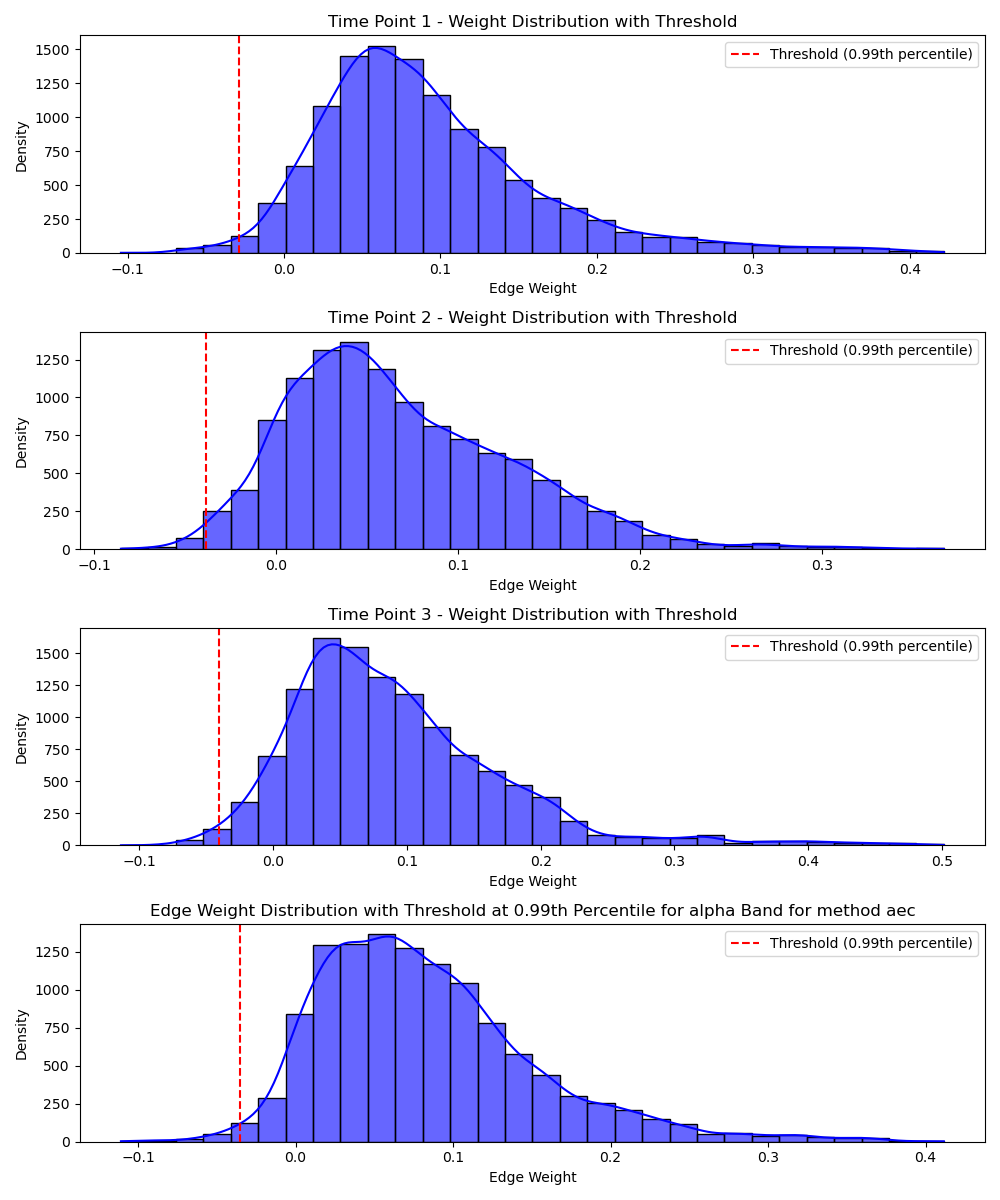 Time Point 1 - Weight Distribution with Threshold
Threshold (0.99th percentile)
Density
1500
1250
1000
750
500
250
0
−0.1 0.0 0.1 0.2 0.3 0.4
Edge Weight
Time Point 2 - Weight Distribution with Threshold
Threshold (0.99th percentile)
Density
1250
1000
750
500
250
0
−0.1 0.0 0.1 0.2 0.3
Edge Weight
Time Point 3 - Weight Distribution with Threshold
Threshold (0.99th percentile)
Density
1500
1250
1000
750
500
250
0
−0.1 0.0 0.1 0.2 0.3 0.4 0.5
Edge Weight
Edge Weight Distribution with Threshold at 0.99th Percentile for alpha Band for method aec
Threshold (0.99th percentile)
Density
1250
1000
750
500
250
0
−0.1 0.0 0.1 0.2 0.3 0.4
Edge Weight